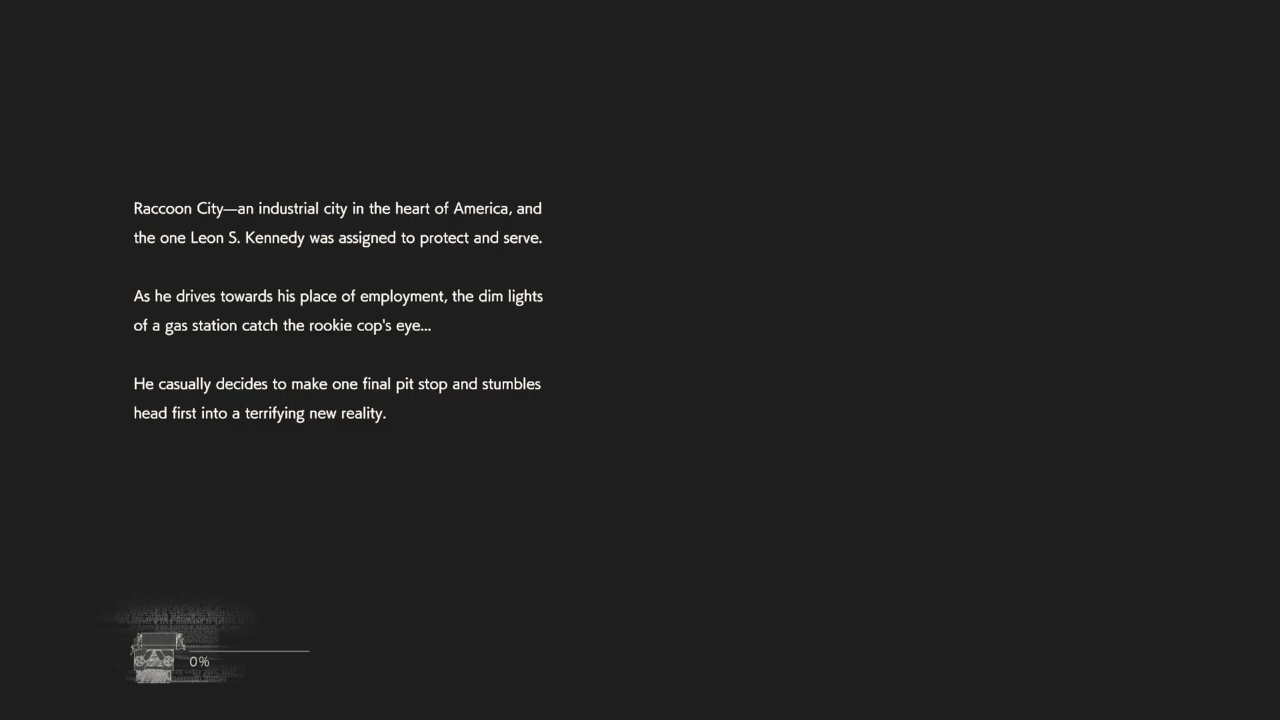 Raccoon City—an industrial city in the heart of America, and
the one Leon S. Kennedy was assigned to protect and serve.
As he drives towards his place of employment, the dim lights
of a gas station catch the rookie cop's eye...
He casually decides to make one final pit stop and stumbles
head first into a terrifying new reality.
0%